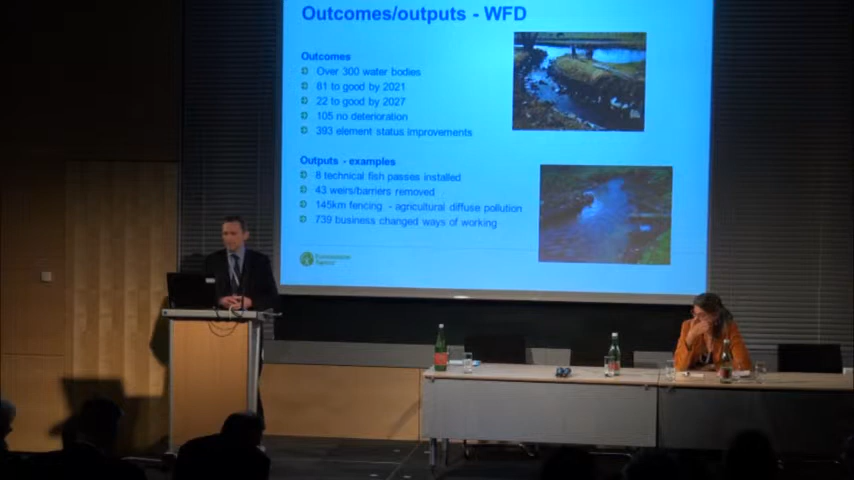 Outcomes/outputs - WFD
Outcomes
Over 300 water bodies
81 to good by 2021
22 to good by 2027
105 no deterioration
393 element status improvements
Outputs - examples
8 technical fish passes installed
43 weirs/barriers removed
145km fencing - agricultural diffuse pollution
739 business changed ways of working